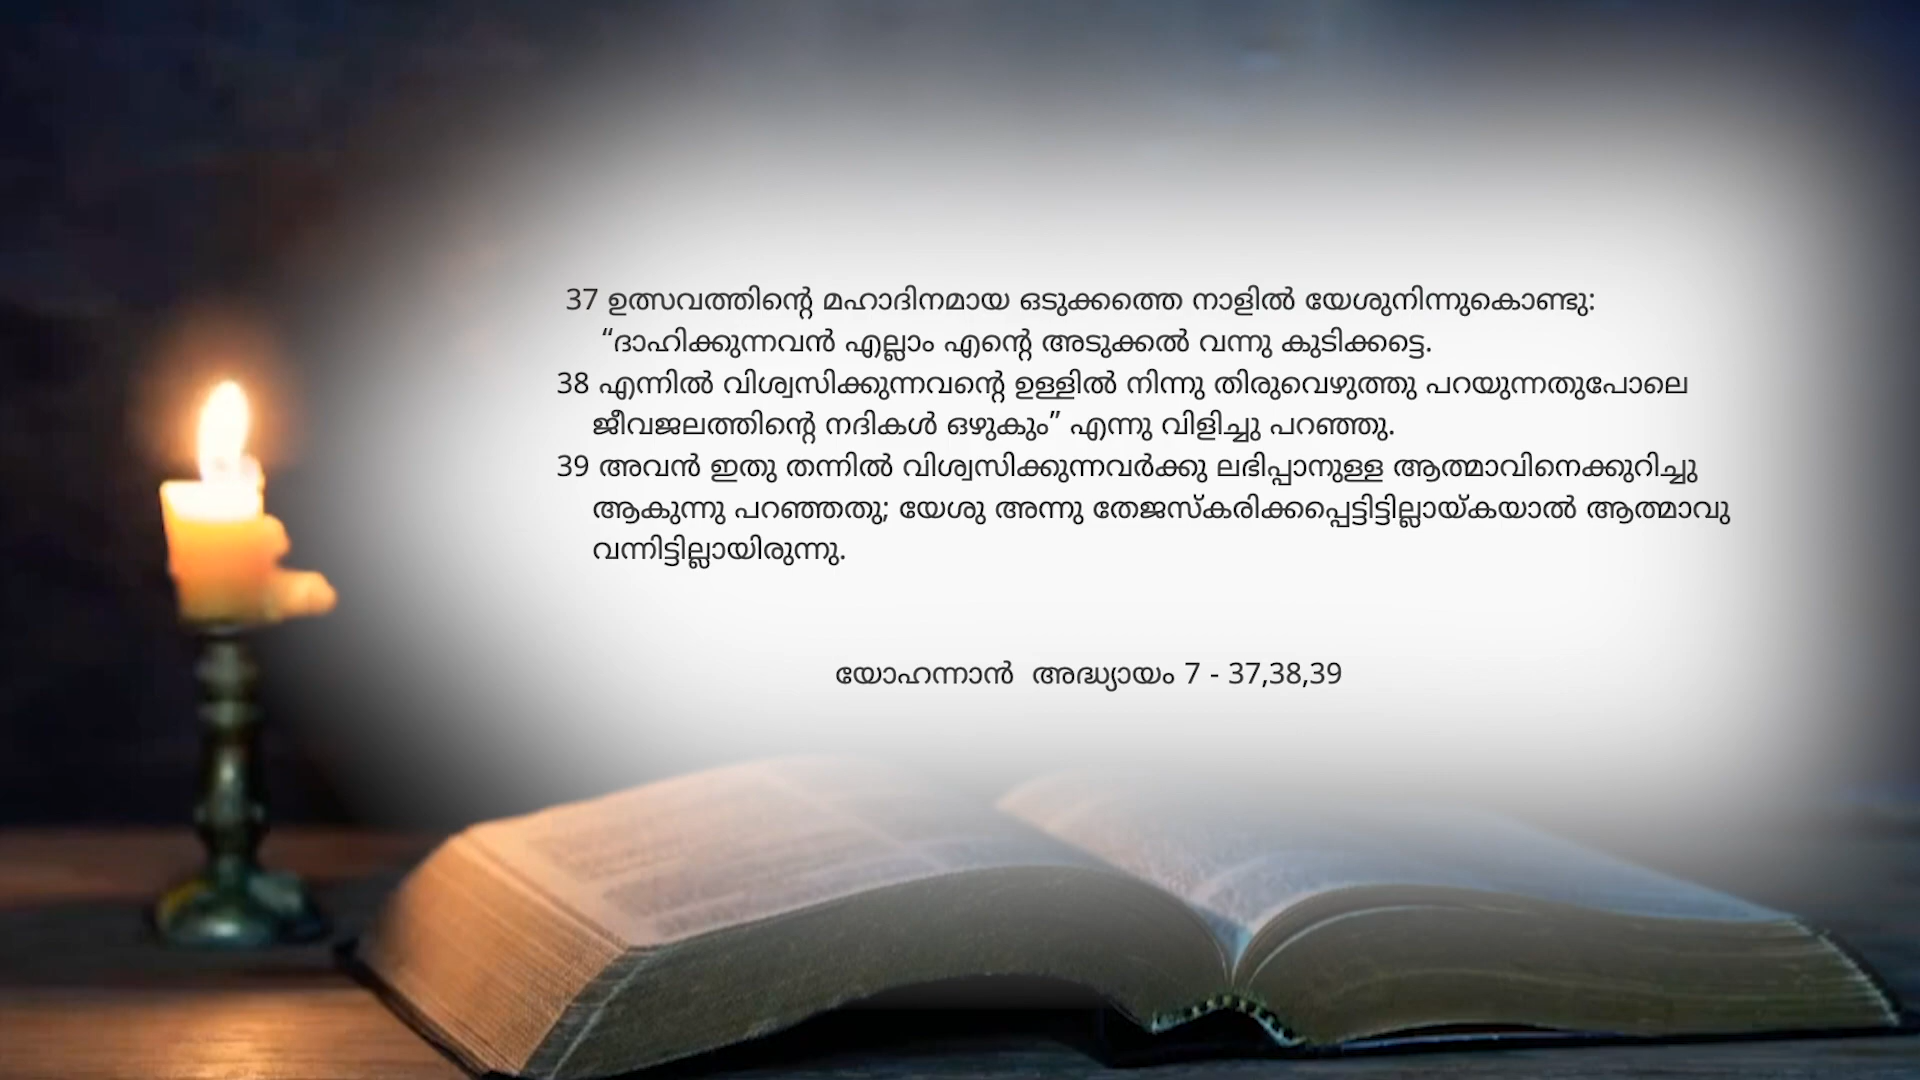 37 ഉത്സവത്തിന്റെ മഹാദിനമായ ഒടുക്കത്തെ നാളിൽ യേശുനിന്നുകൊണ്ടു:
“ദാഹിക്കുന്നവൻ എല്ലാം എന്റെ അടുക്കൽ വന്നു കുടിക്കട്ടെ.
38 എന്നിൽ വിശ്വസിക്കുന്നവന്റെ ഉള്ളിൽ നിന്നു തിരുവെഴുത്തു പറയുന്നതുപോലെ
ജീവജലത്തിന്റെ നദികൾ ഒഴുകും” എന്നു വിളിച്ചു പറഞ്ഞു.
39 അവൻ ഇതു തന്നിൽ വിശ്വസിക്കുന്നവർക്കു ലഭിപ്പാനുള്ള ആത്മാവിനെക്കുറിച്ചു
ആകുന്നു പറഞ്ഞതു; യേശു അന്നു തേജസ്കരിക്കപ്പെട്ടിട്ടില്ലായ്കയാൽ ആത്മാവു
വന്നിട്ടില്ലായിരുന്നു.
യോഹന്നാൻ അദ്ധ്യായം 7 - 37,38,39